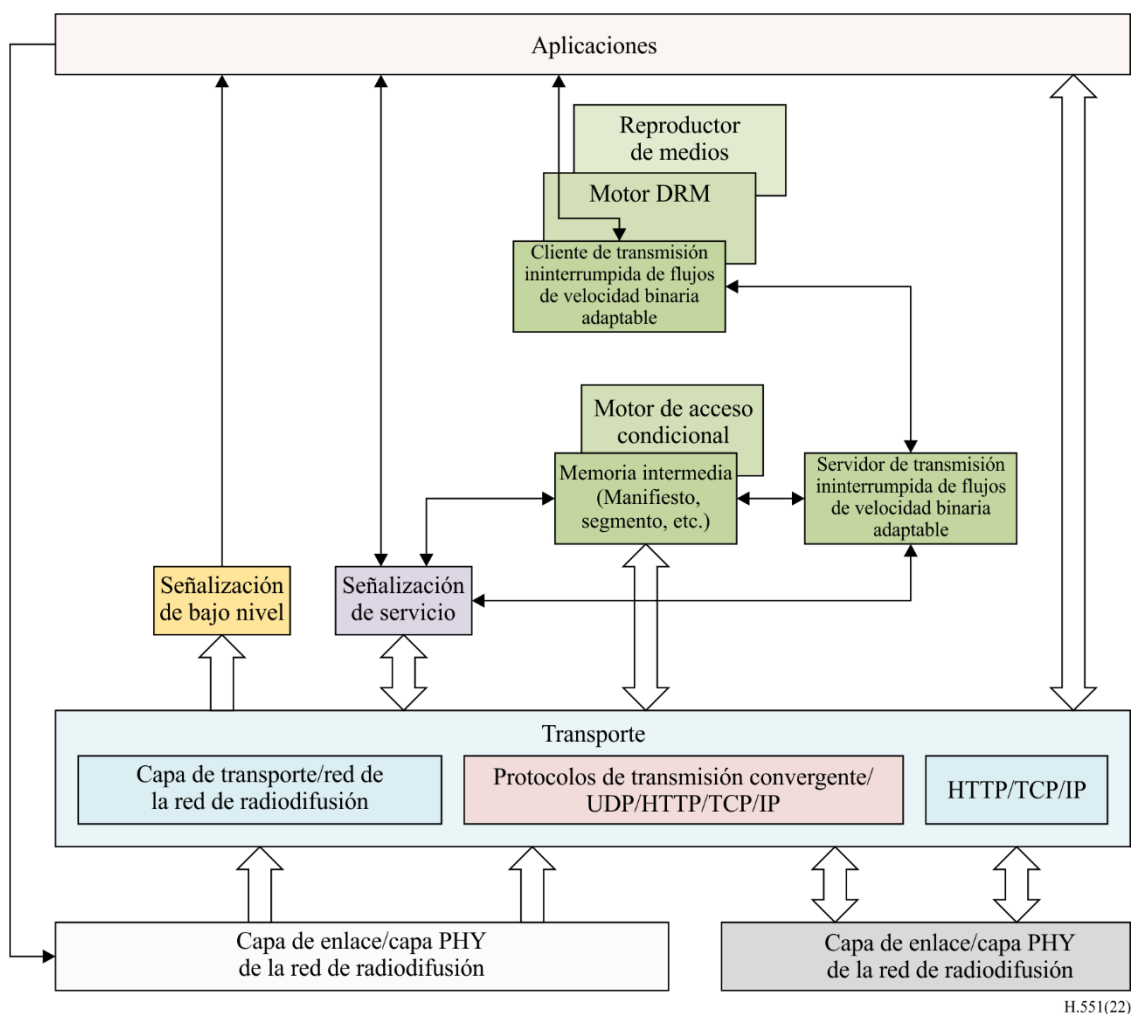 Aplicaciones
Reproductor
de medios
Motor DRM
Cliente de transmisión
ininterrumpida de flujos
de velocidad binaria
adaptable
Motor de acceso
condicional
Memoria intermedia
(Manifiesto,
segmento, etc.)
Servidor de transmisión
ininterrumpida de flujos
de velocidad binaria
adaptable
Señalización
de bajo nivel
Señalización
de servicio
Transporte
Capa de transporte/red de
la red de radiodifusión
Protocolos de transmisión convergente/
UDP/HTTP/TCP/IP
HTTP/TCP/IP
Capa de enlace/capa PHY
de la red de radiodifusión
Capa de enlace/capa PHY
de la red de radiodifusión
H.551(22)